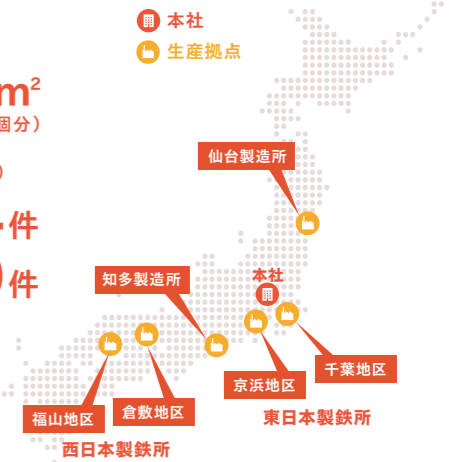 本社
生産拠点
m²
個分）
）
件
件
仙台製造所
知多製造所
本社
千葉地区
京浜地区
東日本製鉄所
倉敷地区
福山地区
西日本製鉄所